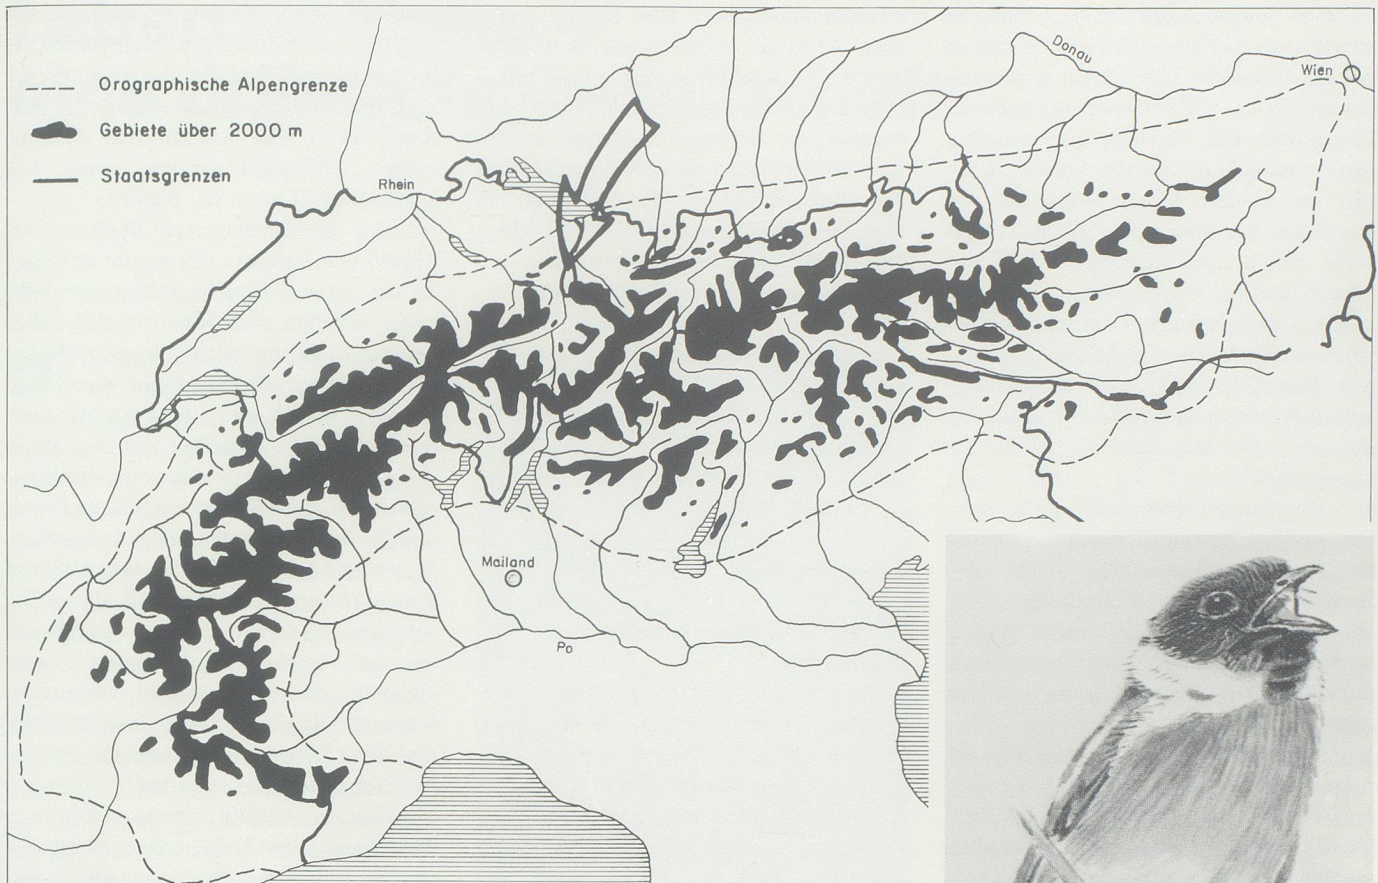 Orographische Alpengrenze
Gebiete über 2000 m
Staatsgrenzen
Donau
Wien
Rhein
Mailand
Po